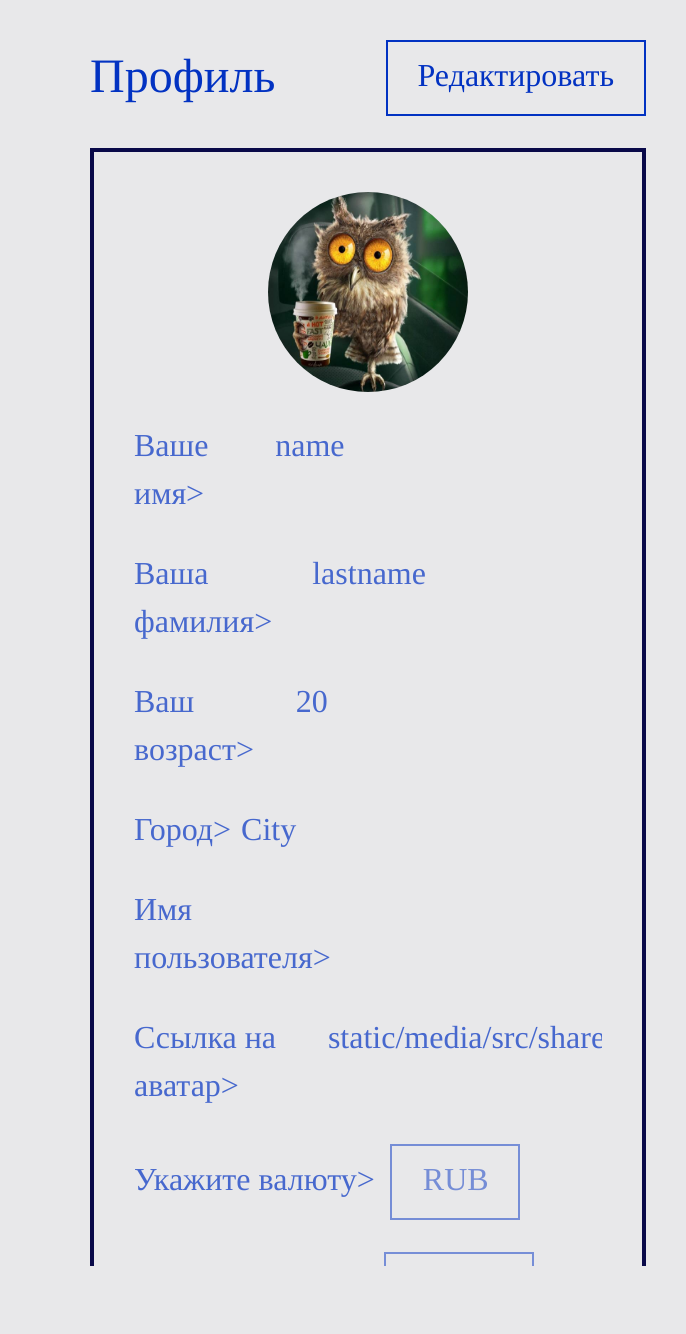 Профиль
Редактировать
Ваше имя>
name
Ваша фамилия>
lastname
Ваш возраст>
20
Город> City
Имя пользователя>
Ссылка на аватар>
static/media/src/share
Укажите валюту>
RUB